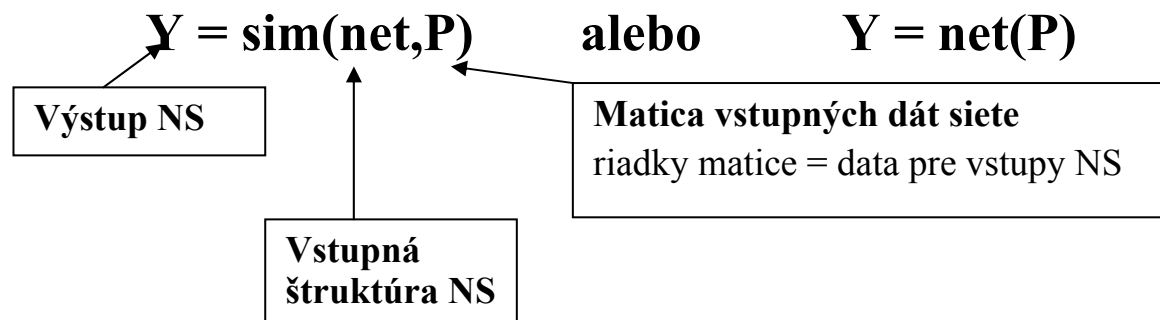 Y = sim(net,P) alebo Y = net(P)
Výstup NS
Matica vstupných dát siete
riadky matice = data pre vstupy NS
Vstupná
štruktúra NS